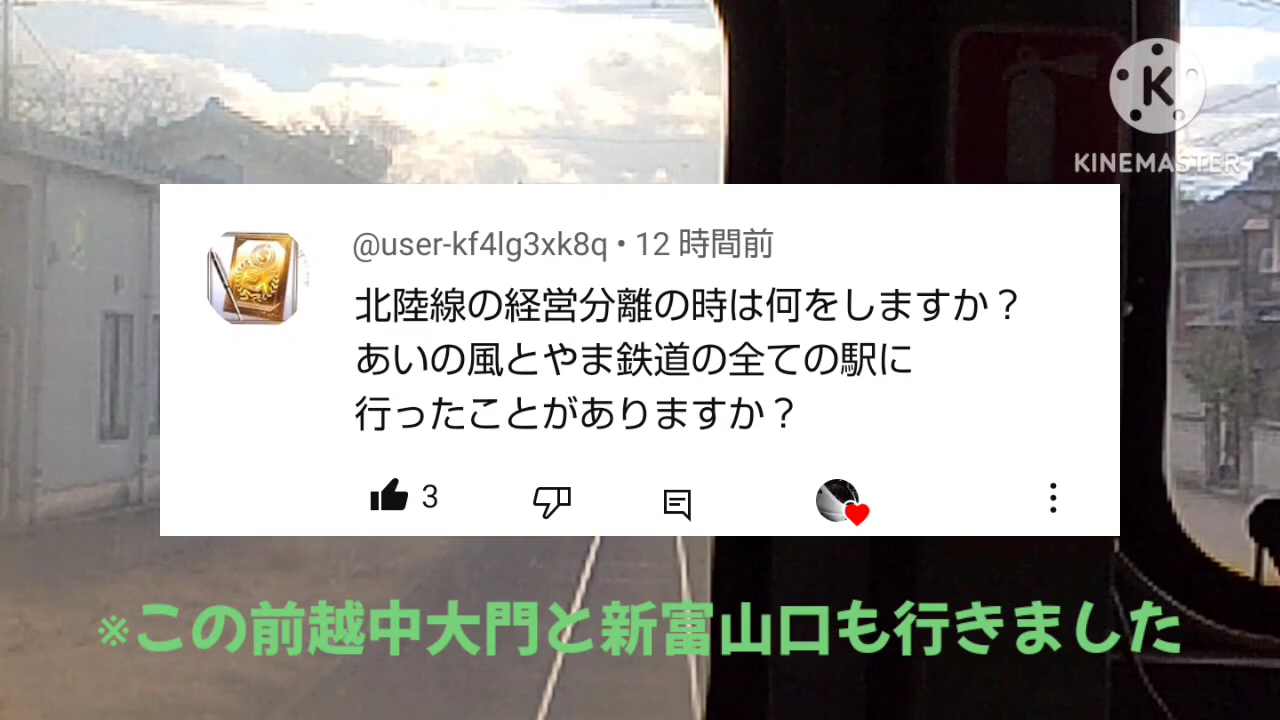 K
KINEMASTER
@user-kf4lg3xk8q • 12 時間前
北陸線の経営分離の時は何をしますか？
あいの風とやま鉄道の全ての駅に
行ったことがありますか？
3
※この前越中大門と新富山口も行きました